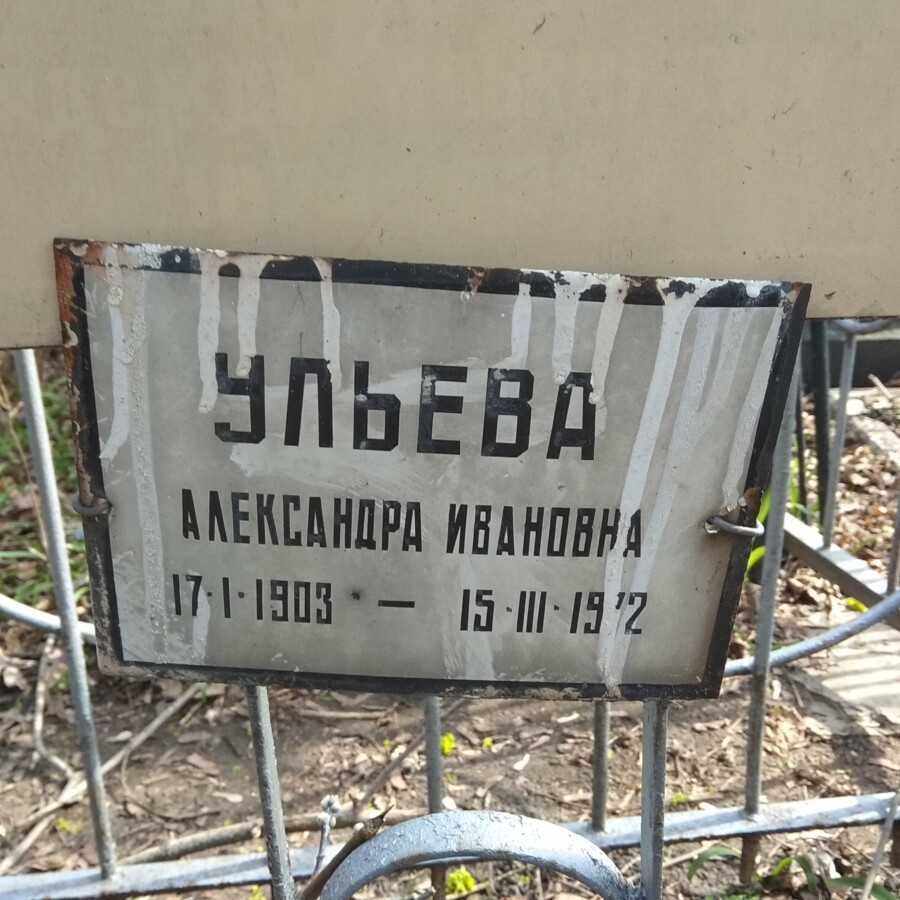 УЛЬЕВА
АЛЕКСАНДРА ИВАНОВНА
17·I·1903 — 15·III·1972